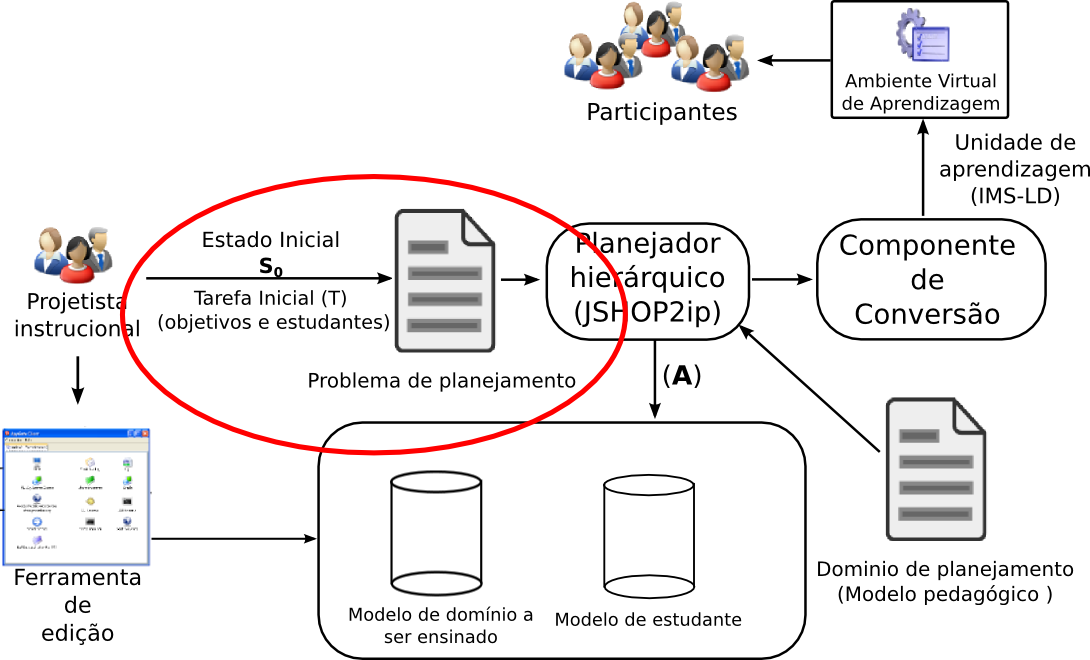 Participantes
Ambiente Virtual
de Aprendizagem
Unidade de
aprendizagem
(IMS-LD)
Projetista
instrucional
Estado Inicial
S0
Tarefa Inicial (T)
(objetivos e estudantes)
Problema de planejamento
Planejador
hierárquico
(JSHOP2ip)
Componente
de
Conversão
(A)
Ferramenta
de
edição
Modelo de domínio a
ser ensinado
Modelo de estudante
Dominio de planejamento
(Modelo pedagógico )